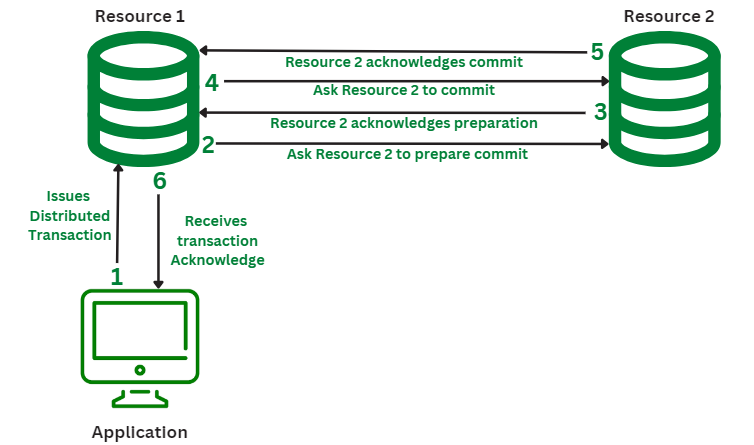 Resource 1
Resource 2
5
Resource 2 acknowledges commit
4
Ask Resource 2 to commit
3
Resource 2 acknowledges preparation
2
Ask Resource 2 to prepare commit
6
Issues
Distributed
Transaction
Receives
transaction
Acknowledge
1
Application